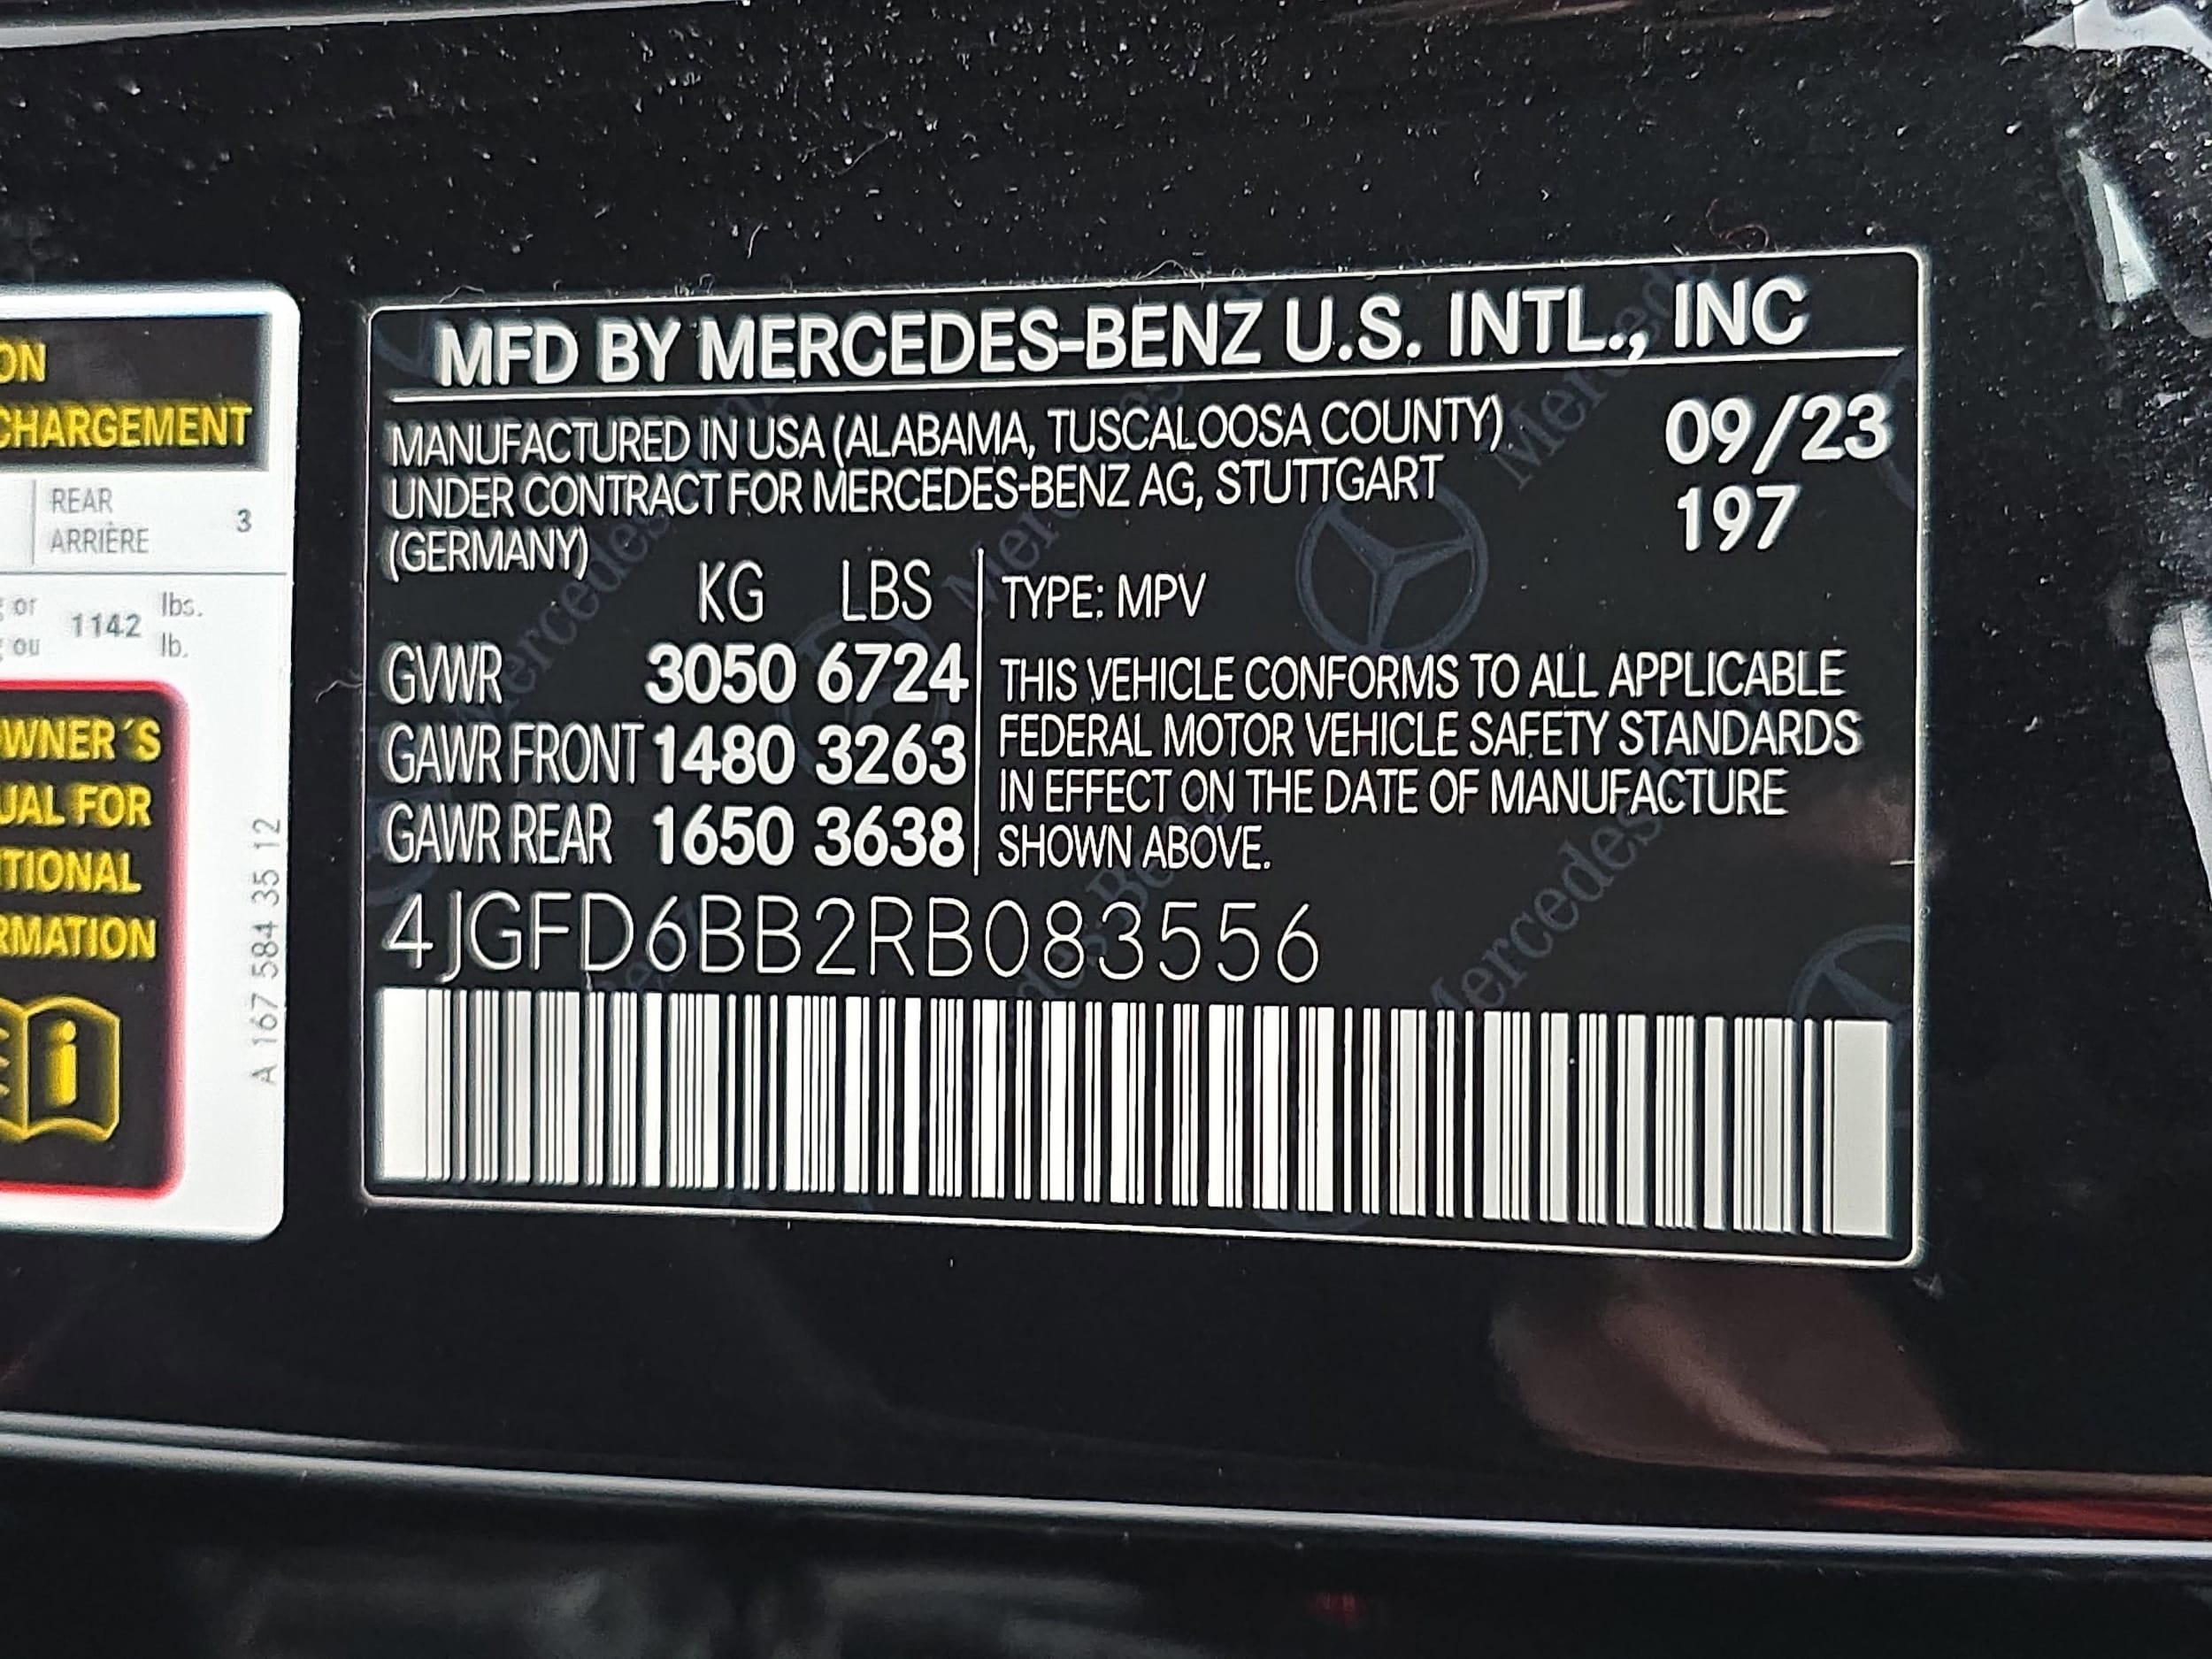 ON
CHARGEMENT
REAR
ARRIÈRE
3
or
ou
1142
lbs.
lb.
OWNER´S
UAL FOR
TIONAL
RMATION
A 167 584 35 12
MFD BY MERCEDES-BENZ U.S. INTL., INC
MANUFACTURED IN USA (ALABAMA, TUSCALOOSA COUNTY)
UNDER CONTRACT FOR MERCEDES-BENZ AG, STUTTGART
(GERMANY)
09/23
197
KG LBS
GVWR 3050 6724
GAWR FRONT 1480 3263
GAWR REAR 1650 3638
TYPE: MPV
THIS VEHICLE CONFORMS TO ALL APPLICABLE
FEDERAL MOTOR VEHICLE SAFETY STANDARDS
IN EFFECT ON THE DATE OF MANUFACTURE
SHOWN ABOVE.
4JGFD6BB2RB083556